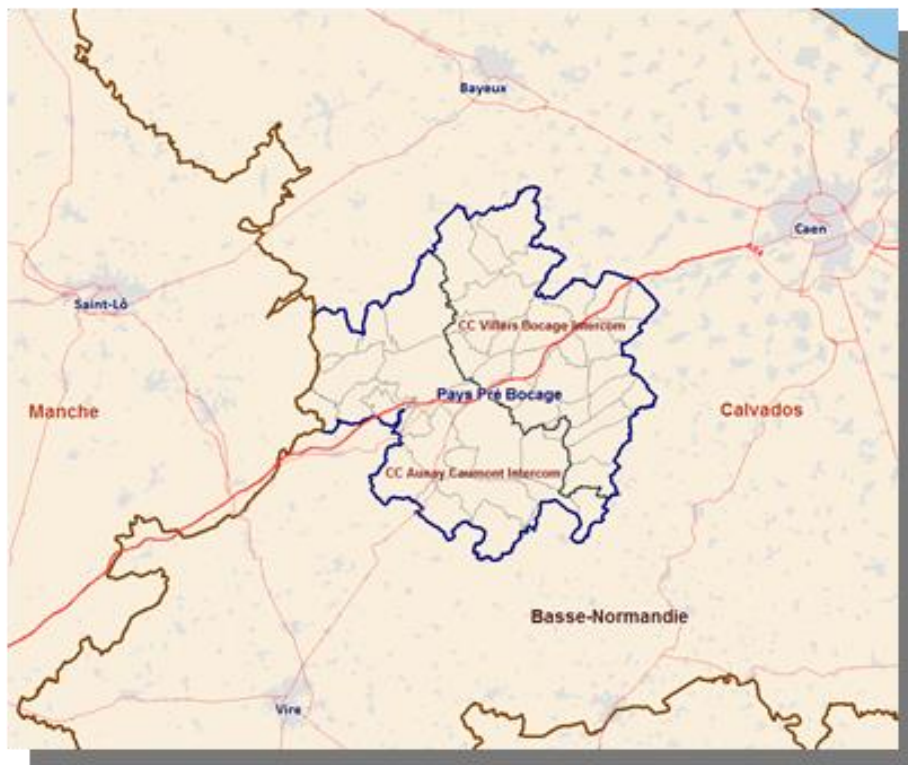 Bayeux
Caen
A84
Saint-Lô
CC Villers Bocage Intercom
Pays Pré Bocage
Manche
Calvados
CC Aunay Caumont Intercom
Basse-Normandie
Vire